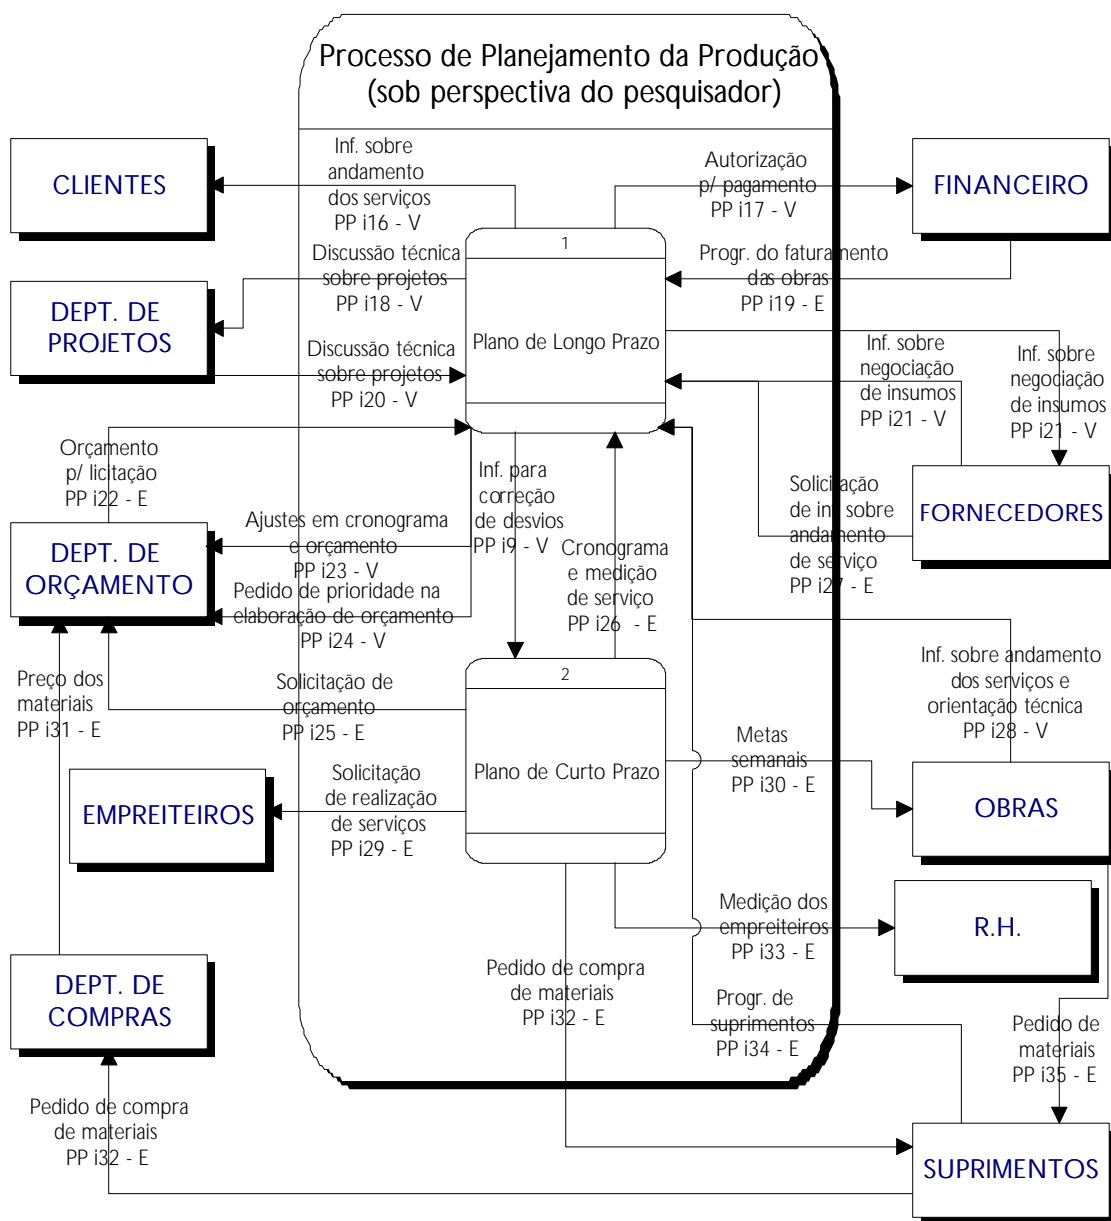 Processo de Planejamento da Produção
(sob perspectiva do pesquisador)
CLIENTES
Inf. sobre
andamento
dos serviços
PP i16 - V
Autorização
p/ pagamento
PP i17 - V
FINANCEIRO
1
Plano de Longo Prazo
Discussão técnica
sobre projetos
PP i18 - V
Progr. do faturamento
das obras
PP i19 - E
DEPT. DE
PROJETOS
Discussão técnica
sobre projetos
PP i20 - V
Inf. sobre
negociação
de insumos
PP i21 - V
Inf. sobre
negociação
de insumos
PP i21 - V
Orçamento
p/ licitação
PP i22 - E
Inf. para
correção
de desvios
PP i9 - V
Solicitação
de inf. sobre
andamento
de serviço
PP i27 - E
FORNECEDORES
DEPT. DE
ORÇAMENTO
Ajustes em cronograma
e orçamento
PP i23 - V
Cronograma
e medição
de serviço
PP i26 - E
Pedido de prioridade na
elaboração de orçamento
PP i24 - V
Preço dos
materiais
PP i31 - E
Solicitação de
orçamento
PP i25 - E
2
Plano de Curto Prazo
Inf. sobre andamento
dos serviços e
orientação técnica
PP i28 - V
Metas
semanais
PP i30 - E
EMPREITEIROS
Solicitação
de realização
de serviços
PP i29 - E
OBRAS
Medição dos
empreiteiros
PP i33 - E
R.H.
DEPT. DE
COMPRAS
Pedido de compra
de materiais
PP i32 - E
Progr. de
suprimentos
PP i34 - E
Pedido de
materiais
PP i35 - E
Pedido de compra
de materiais
PP i32 - E
SUPRIMENTOS